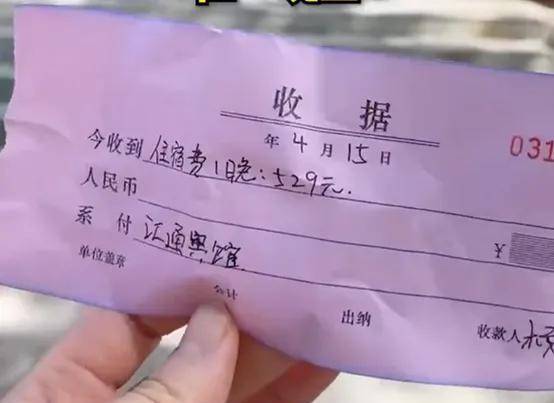 收 据
年 4 月 15 日
031
今收到 住宿费1晚:529元.
人民币
¥
系 付 江通宾馆
单位盖章 会计 出纳 收款人